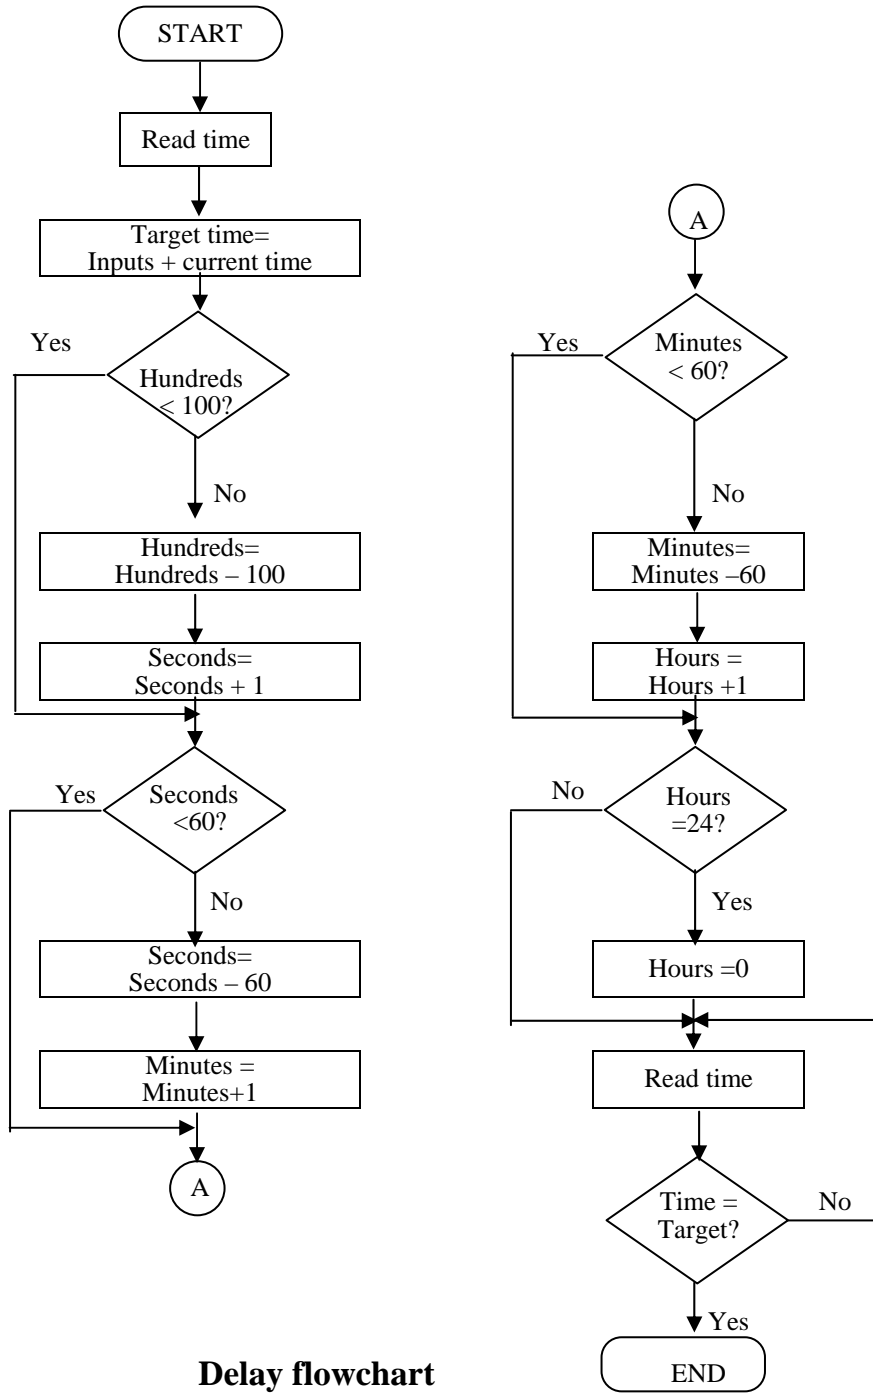 START
Read time
Target time=
Inputs + current time
Yes
Hundreds
< 100?
No
Hundreds=
Hundreds – 100
Seconds=
Seconds + 1
Yes
Seconds
<60?
No
Seconds=
Seconds – 60
Minutes =
Minutes+1
A
A
Yes
Minutes
< 60?
No
Minutes=
Minutes –60
Hours =
Hours +1
No
Hours
=24?
Yes
Hours =0
Read time
Time =
Target?
No
Yes
END
Delay flowchart